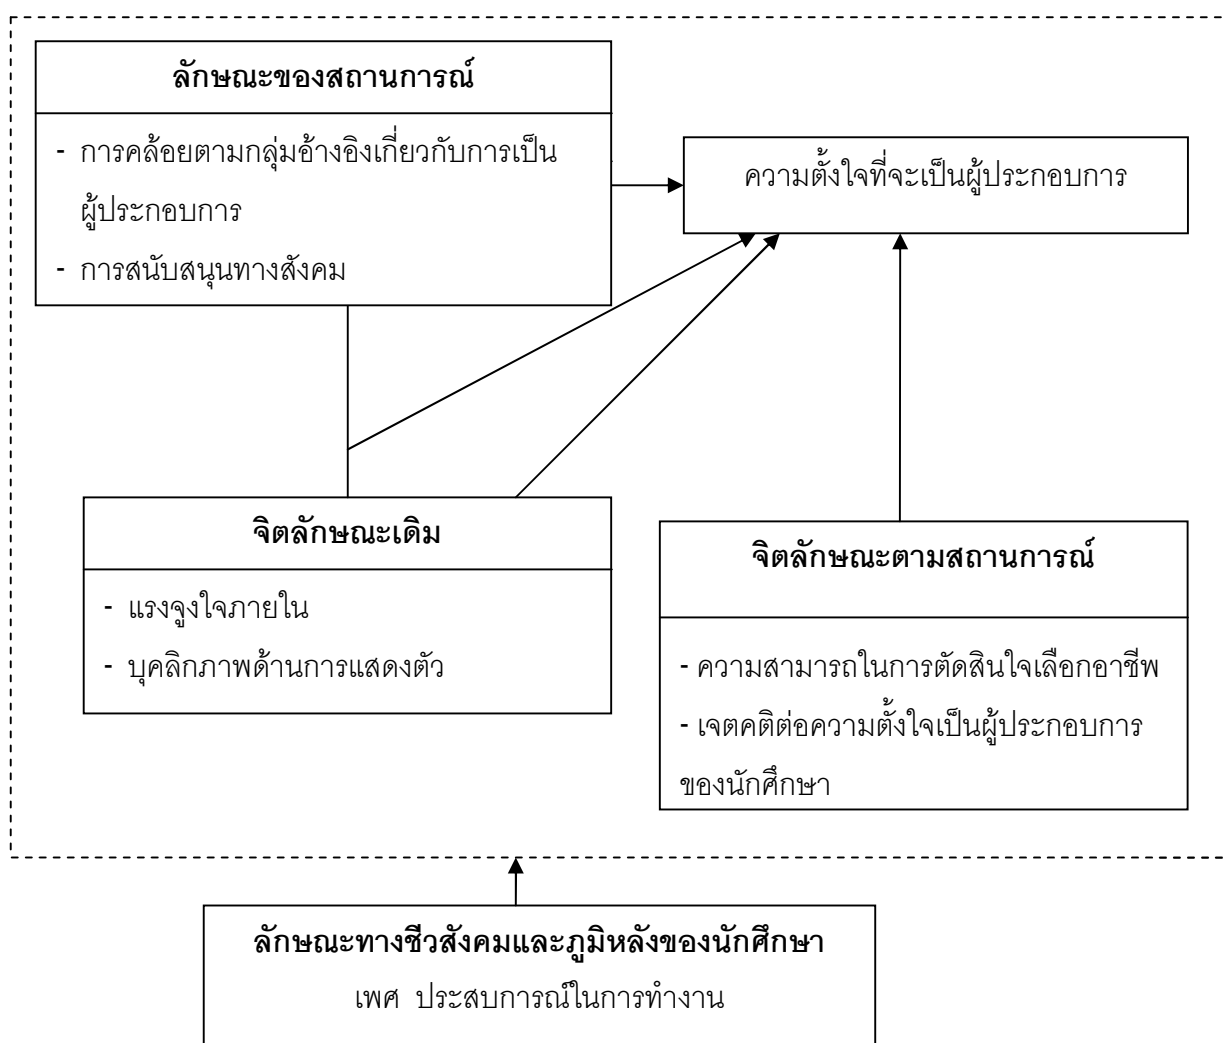 ลักษณะของสถานการณ์
- การคล้อยตามกลุ่มอ้างอิงเกี่ยวกับการเป็น
ผู้ประกอบการ
- การสนับสนุนทางสังคม
ความตั้งใจที่จะเป็นผู้ประกอบการ
จิตลักษณะเดิม
- แรงจูงใจภายใน
- บุคลิกภาพด้านการแสดงตัว
จิตลักษณะตามสถานการณ์
- ความสามารถในการตัดสินใจเลือกอาชีพ
- เจตคติต่อความตั้งใจเป็นผู้ประกอบการ
ของนักศึกษา
ลักษณะทางชีวสังคมและภูมิหลังของนักศึกษา
เพศ ประสบการณ์ในการทำงาน